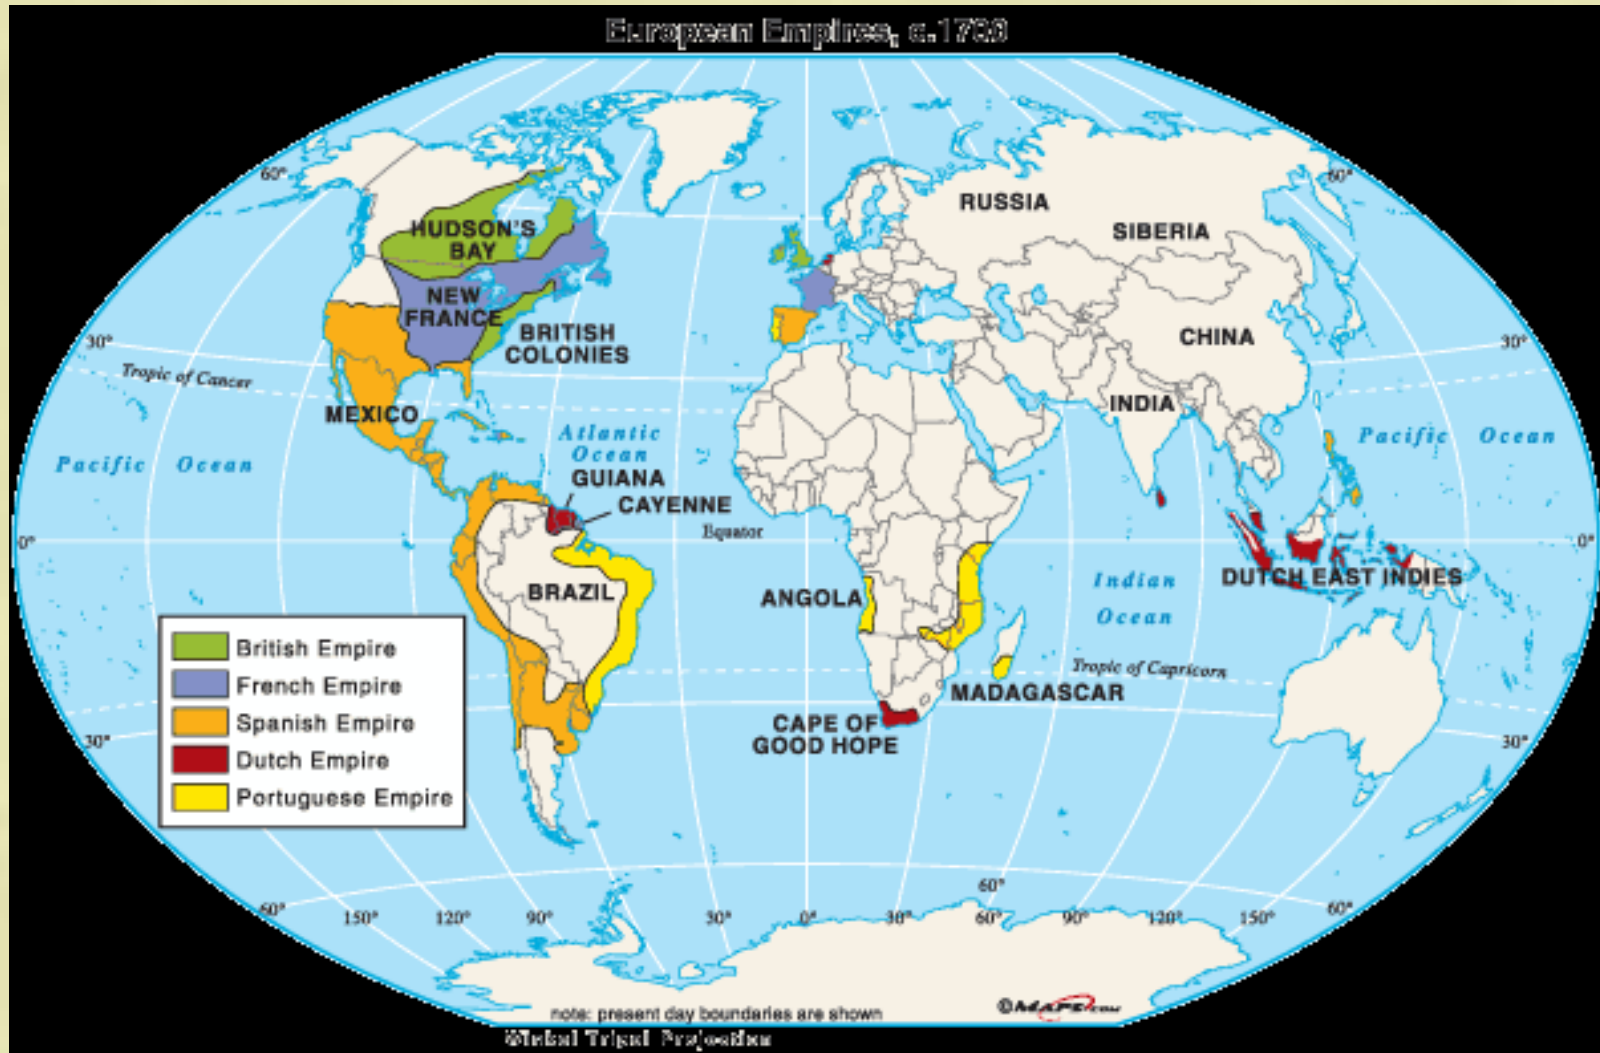 European Empires, c.1700
60°
60°
RUSSIA
SIBERIA
HUDSON'S
BAY
NEW
FRANCE
BRITISH
COLONIES
CHINA
30°
30°
Tropic of Cancer
MEXICO
INDIA
Atlantic
Ocean
Pacific Ocean
Pacific Ocean
GUIANA
CAYENNE
Equator
0°
0°
BRAZIL
ANGOLA
Indian
Ocean
DUTCH EAST INDIES
Tropic of Capricorn
MADAGASCAR
CAPE OF
GOOD HOPE
30°
30°
British Empire
French Empire
Spanish Empire
Dutch Empire
Portuguese Empire
60°
60°
60°
150° 120° 90° 30° 0° 30° 60° 90° 120° 150°
note: present day boundaries are shown
©MAPS.com